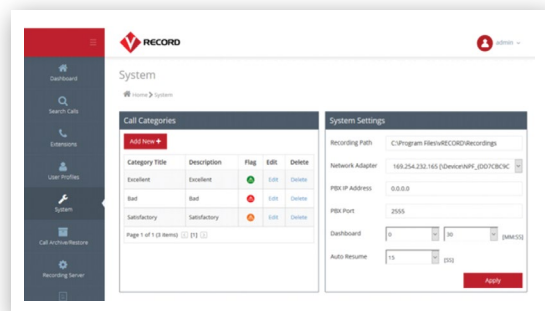 V RECORD
admin
Dashboard
Search Calls
Extensions
User Profiles
System
Call Archive/Restore
Recording Server
System
Home > System
Call Categories
Add New +
Category Title Description Flag Edit Delete
Excellent Excellent Edit Delete
Bad Bad Edit Delete
Satisfactory Satisfactory Edit Delete
Page 1 of 1 (3 items) [1]
System Settings
Recording Path C:\Program Files\vRECORD\Recordings
Network Adapter 169.254.232.165 [\Device\NPF_{DD7CBC9C
PBX IP Address 0.0.0.0
PBX Port 2555
Dashboard 0 30 [MM:SS]
Auto Resume 15 [SS]
Apply